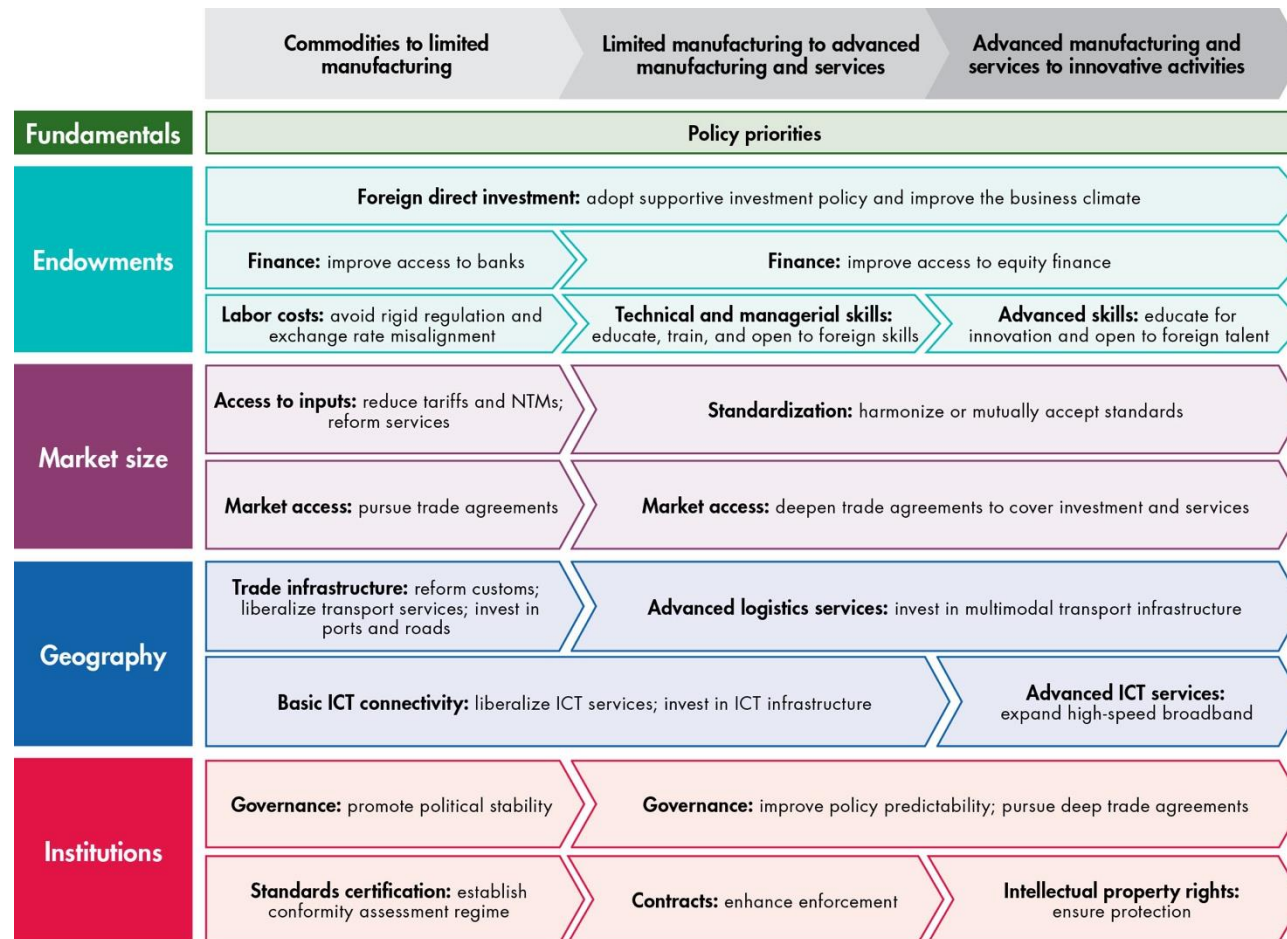 Commodities to limited
manufacturing
Limited manufacturing to advanced
manufacturing and services
Advanced manufacturing and
services to innovative activities
Fundamentals
Policy priorities
Endowments
Foreign direct investment: adopt supportive investment policy and improve the business climate
Finance: improve access to banks
Finance: improve access to equity finance
Labor costs: avoid rigid regulation and
exchange rate misalignment
Technical and managerial skills:
educate, train, and open to foreign skills
Advanced skills: educate for
innovation and open to foreign talent
Market size
Access to inputs: reduce tariffs and NTMs;
reform services
Standardization: harmonize or mutually accept standards
Market access: pursue trade agreements
Market access: deepen trade agreements to cover investment and services
Geography
Trade infrastructure: reform customs;
liberalize transport services; invest in
ports and roads
Advanced logistics services: invest in multimodal transport infrastructure
Basic ICT connectivity: liberalize ICT services; invest in ICT infrastructure
Advanced ICT services:
expand high-speed broadband
Institutions
Governance: promote political stability
Governance: improve policy predictability; pursue deep trade agreements
Standards certification: establish
conformity assessment regime
Contracts: enhance enforcement
Intellectual property rights:
ensure protection